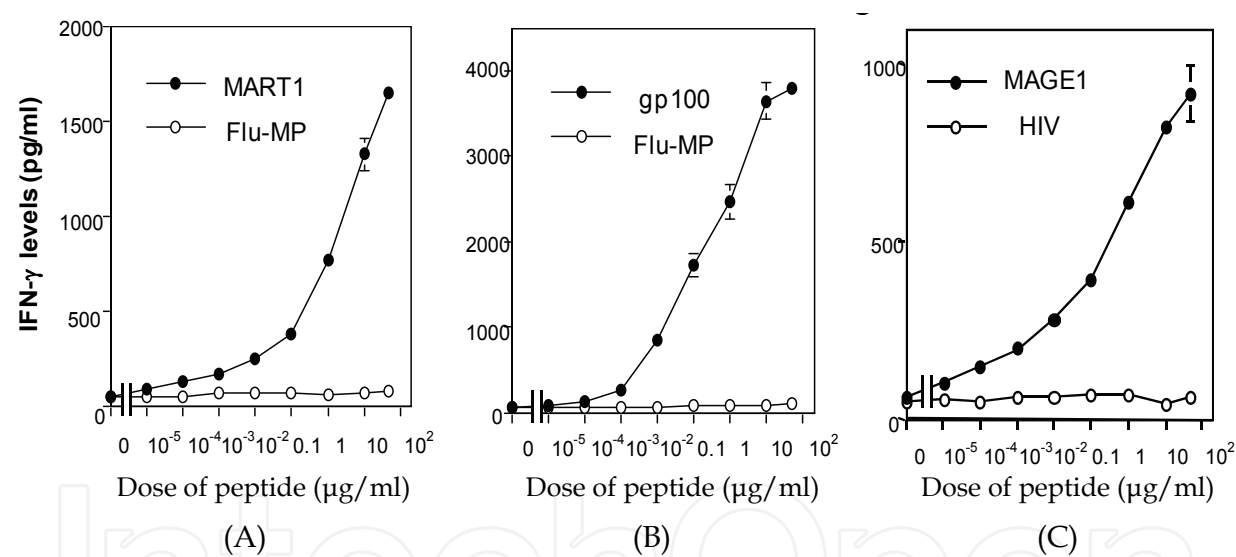 IFN-γ levels (pg/ml)
2000
1500
1000
500
0
MART1
Flu-MP
0 10-5 10-4 10-3 10-2 0.1 1 10 102
Dose of peptide (µg/ml)
(A)
4000
3000
2000
1000
0
gp100
Flu-MP
0 10-5 10-4 10-3 10-2 0.1 1 10 102
Dose of peptide (µg/ml)
(B)
1000
500
0
MAGE1
HIV
0 10-5 10-4 10-3 10-2 0.1 1 10 102
Dose of peptide (µg/ml)
(C)